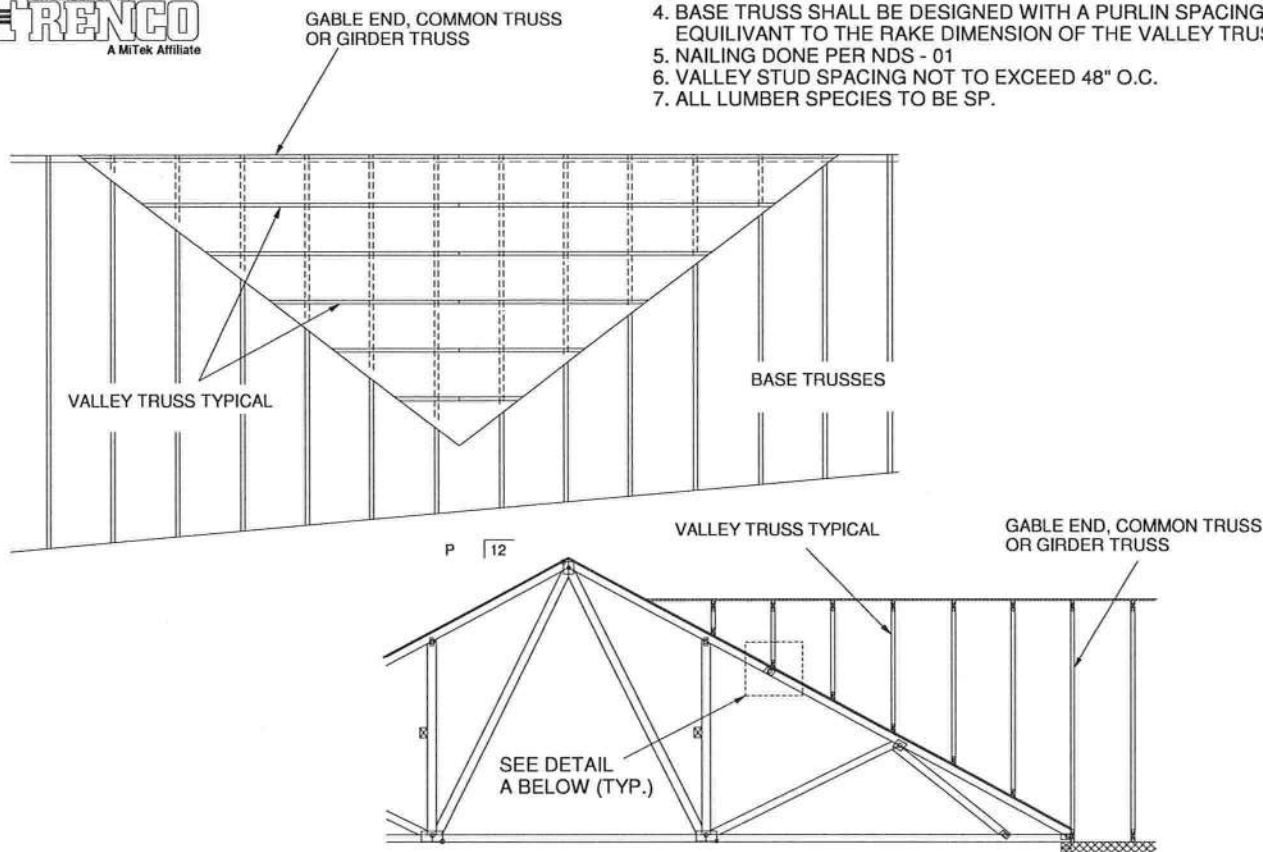 TRENCO
A MiTek Affiliate
GABLE END, COMMON TRUSS
OR GIRDER TRUSS
4. BASE TRUSS SHALL BE DESIGNED WITH A PURLIN SPACING
EQUILIVANT TO THE RAKE DIMENSION OF THE VALLEY
5. NAILING DONE PER NDS - 01
6. VALLEY STUD SPACING NOT TO EXCEED 48" O.C.
7. ALL LUMBER SPECIES TO BE SP.
VALLEY TRUSS TYPICAL
BASE TRUSSES
P 12
VALLEY TRUSS TYPICAL
GABLE END, COMMON TRUSS
OR GIRDER TRUSS
SEE DETAIL
A BELOW (TYP.)